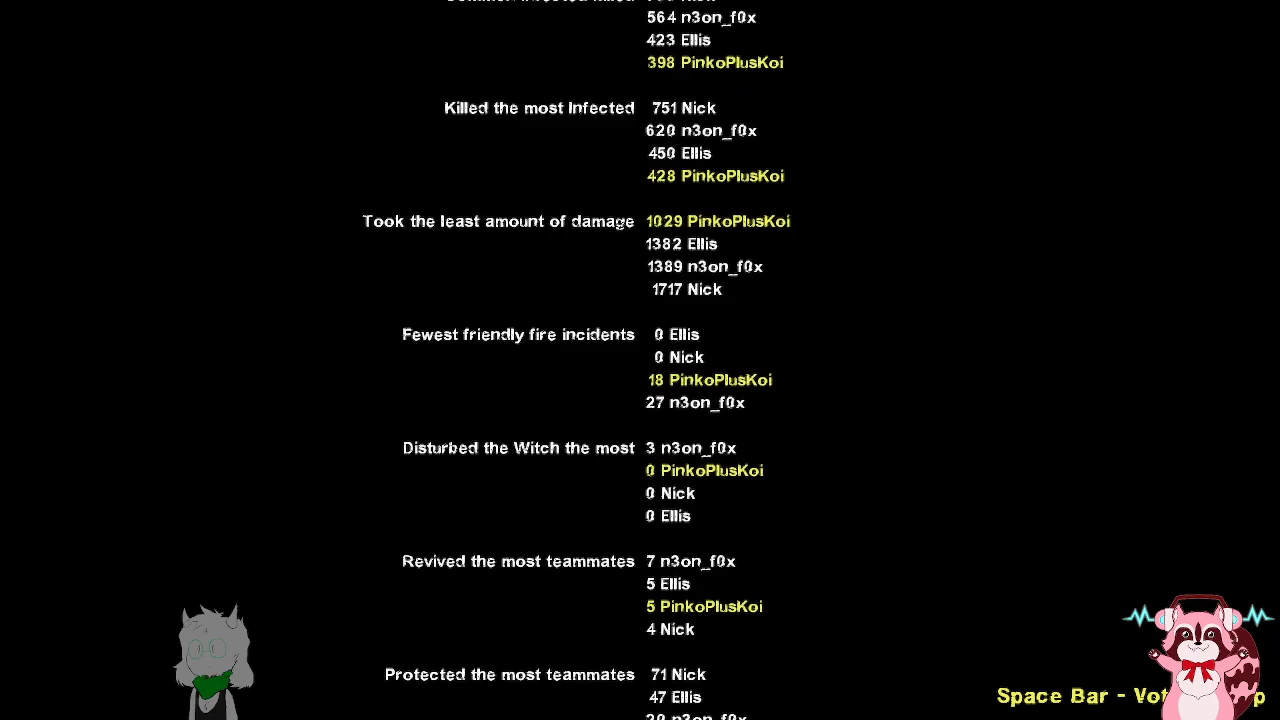 564 n3on_f0x
423 Ellis
398 PinkoPlusKoi
Killed the most Infected 751 Nick
620 n3on_f0x
450 Ellis
428 PinkoPlusKoi
Took the least amount of damage 1029 PinkoPlusKoi
1382 Ellis
1389 n3on_f0x
1717 Nick
Fewest friendly fire incidents 0 Ellis
0 Nick
18 PinkoPlusKoi
27 n3on_f0x
Disturbed the Witch the most 3 n3on_f0x
0 PinkoPlusKoi
0 Nick
0 Ellis
Revived the most teammates 7 n3on_f0x
5 Ellis
5 PinkoPlusKoi
4 Nick
Protected the most teammates 71 Nick
47 Ellis
n3on_f0x
Space Bar -